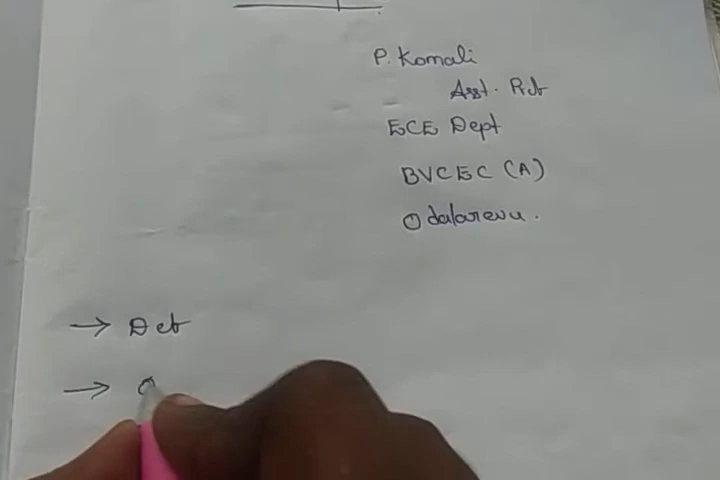 P. Komali
Asst. Prof
ECE Dept
BVCEC (A)
Odalarevu.
→ Def
→